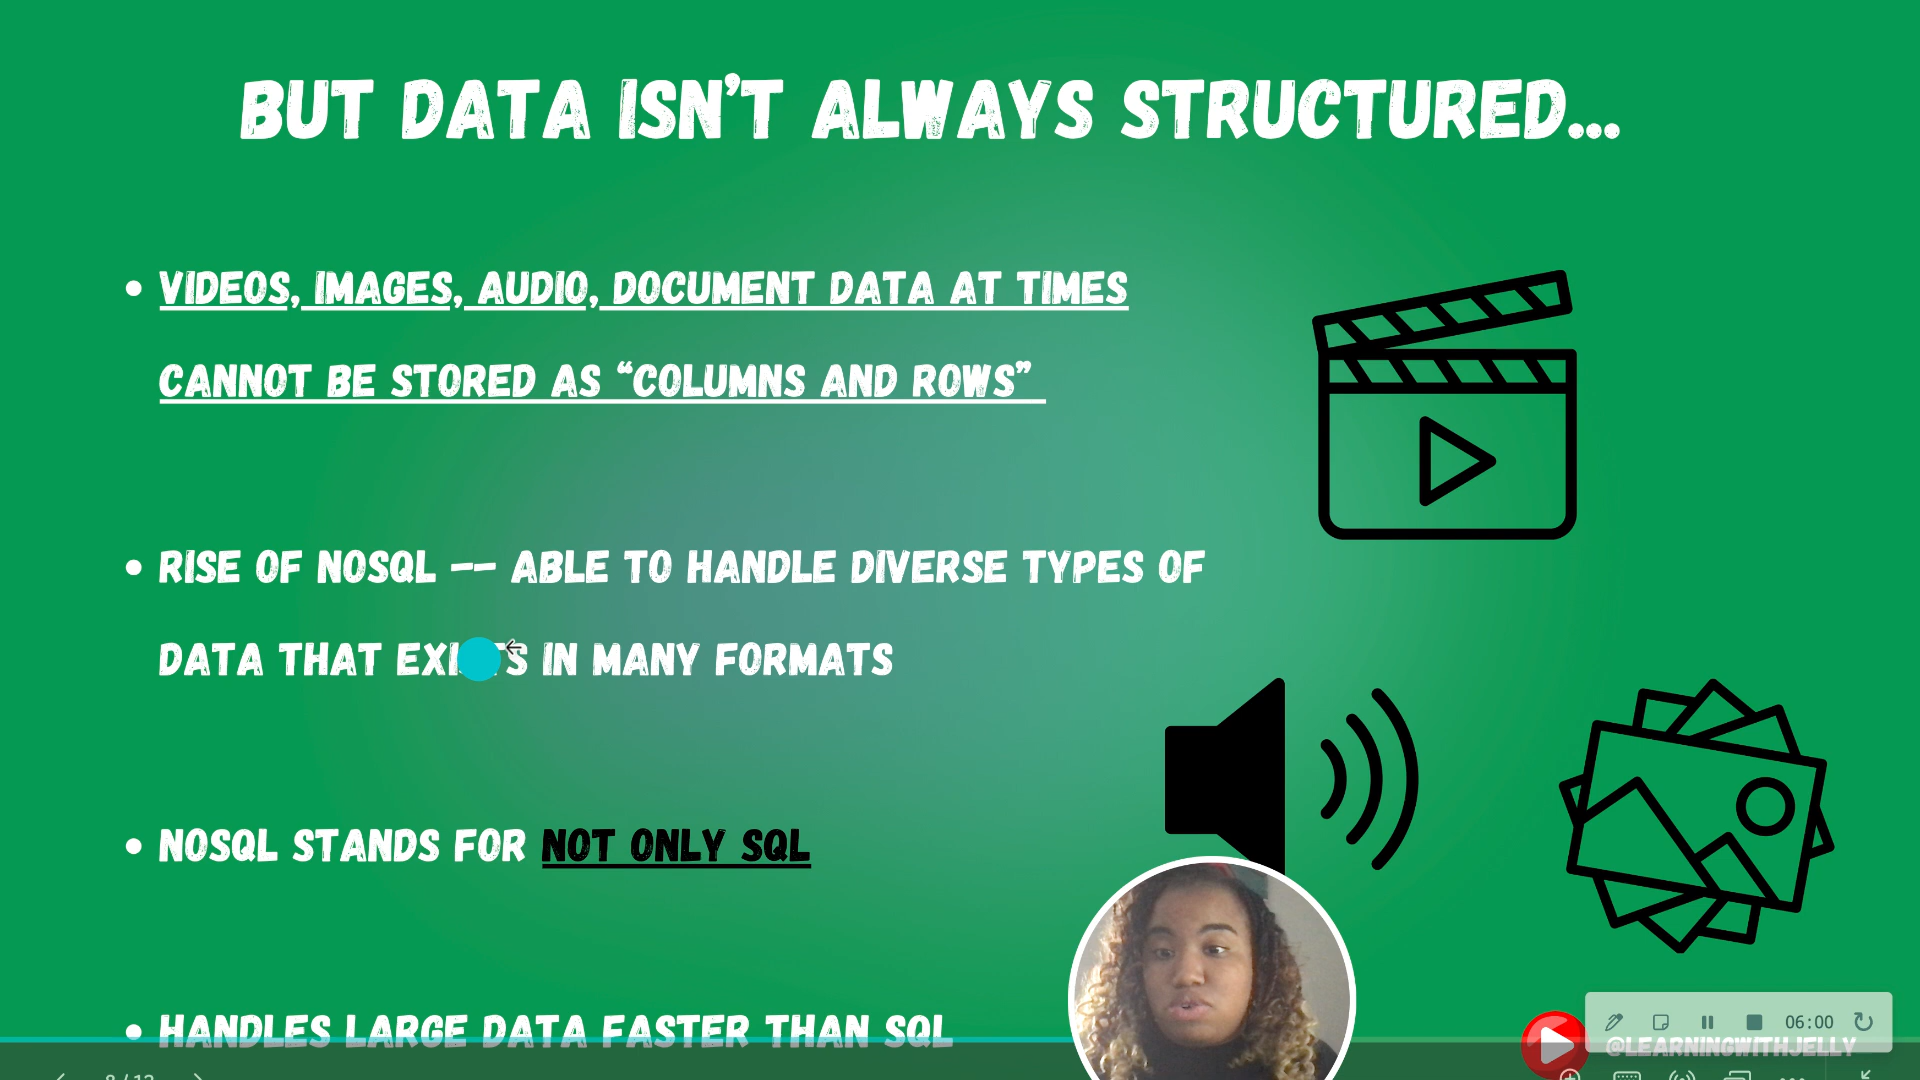 BUT DATA ISN'T ALWAYS STRUCTURED...
VIDEOS, IMAGES, AUDIO, DOCUMENT DATA AT TIMES
CANNOT BE STORED AS “COLUMNS AND ROWS”
RISE OF NOSQL -- ABLE TO HANDLE DIVERSE TYPES OF
DATA THAT IN MANY FORMATS
NOSQL STANDS FOR NOT ONLY SQL
HANDLES LARGE DATA FASTER THAN SQL
06:00
@LEARNINGWITHJELLY
8 / 12